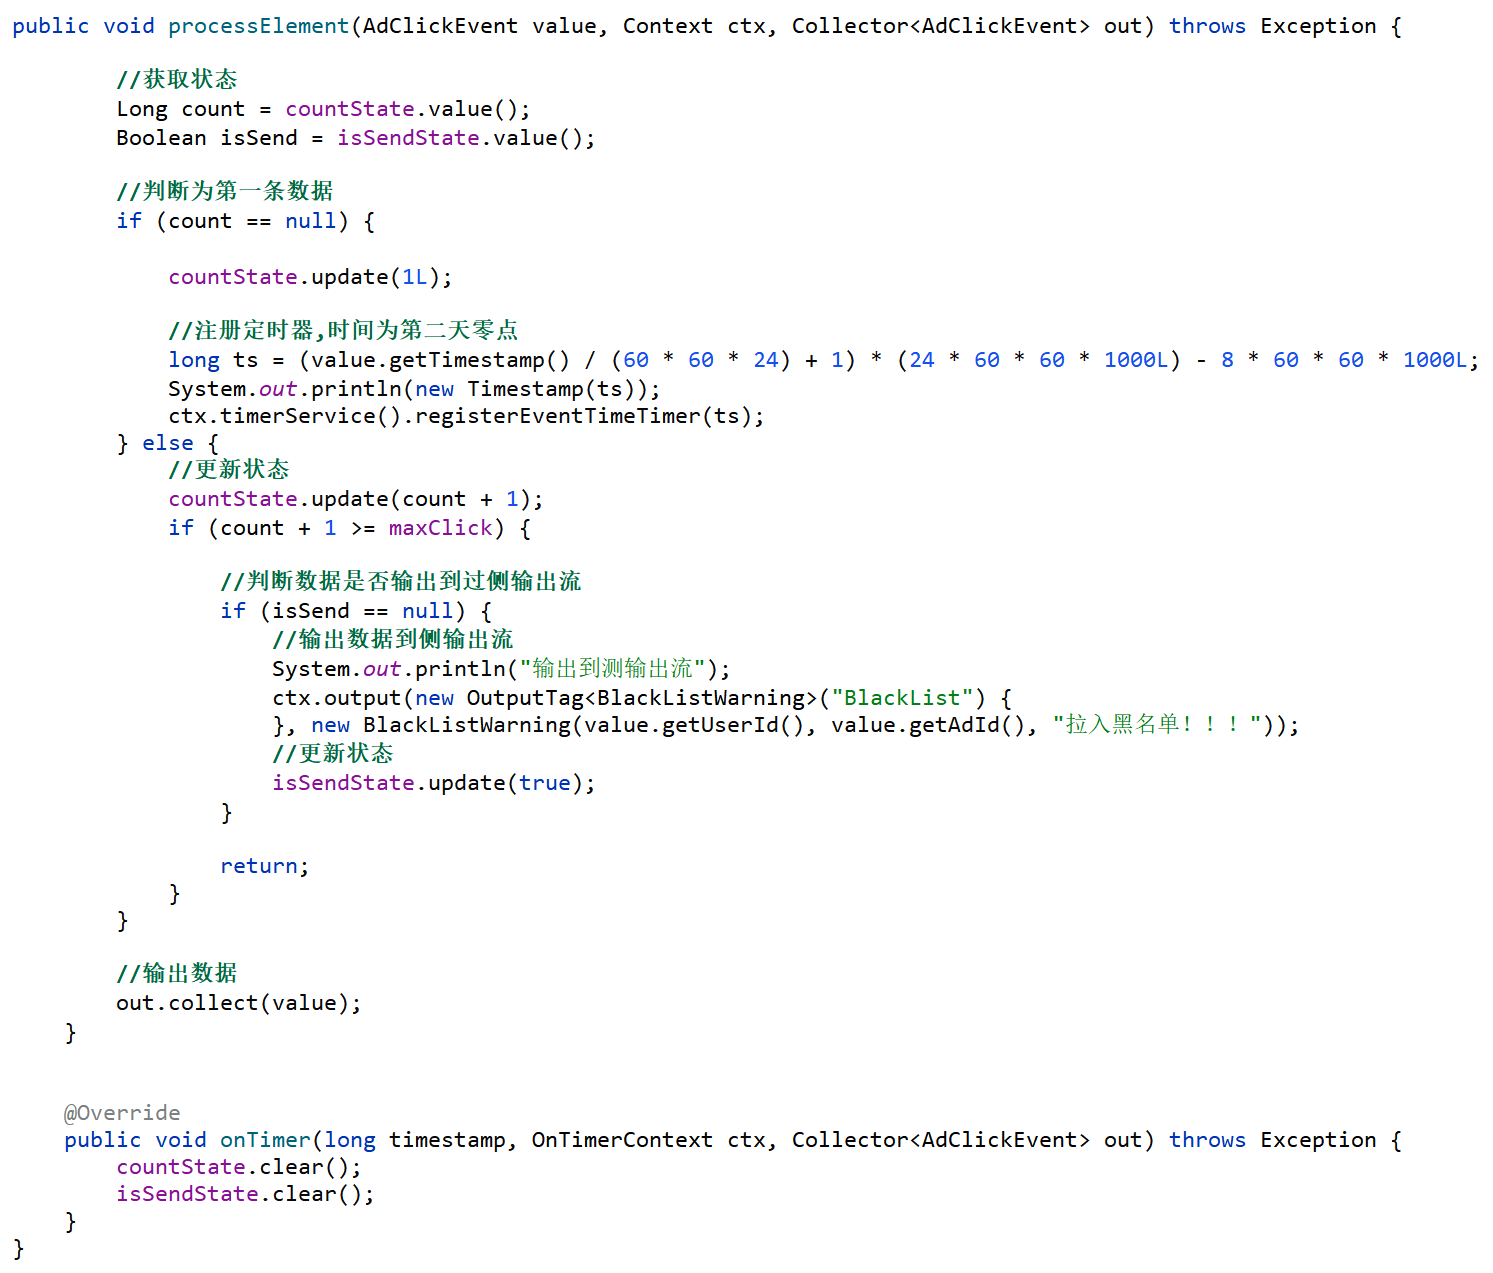 public void processElement(AdClickEvent value, Context ctx, Collector<AdClickEvent> out) throws Exception {
//获取状态
Long count = countState.value();
Boolean isSend = isSendState.value();
//判断为第一条数据
if (count == null) {
countState.update(1L);
//注册定时器,时间为第二天零点
long ts = (value.getTimestamp() / (60 * 60 * 24) + 1) * (24 * 60 * 60 * 1000L) - 8 * 60 * 60 * 1000L;
System.out.println(new Timestamp(ts));
ctx.timerService().registerEventTimeTimer(ts);
} else {
//更新状态
countState.update(count + 1);
if (count + 1 >= maxClick) {
//判断数据是否输出到过侧输出流
if (isSend == null) {
//输出数据到侧输出流
System.out.println("输出到测输出流");
ctx.output(new OutputTag<BlackListWarning>("BlackList") {
}, new BlackListWarning(value.getUserId(), value.getAdId(), "拉入黑名单！！！"));
//更新状态
isSendState.update(true);
}
return;
}
}
//输出数据
out.collect(value);
}
@Override
public void onTimer(long timestamp, OnTimerContext ctx, Collector<AdClickEvent> out) throws Exception {
countState.clear();
isSendState.clear();
}
}